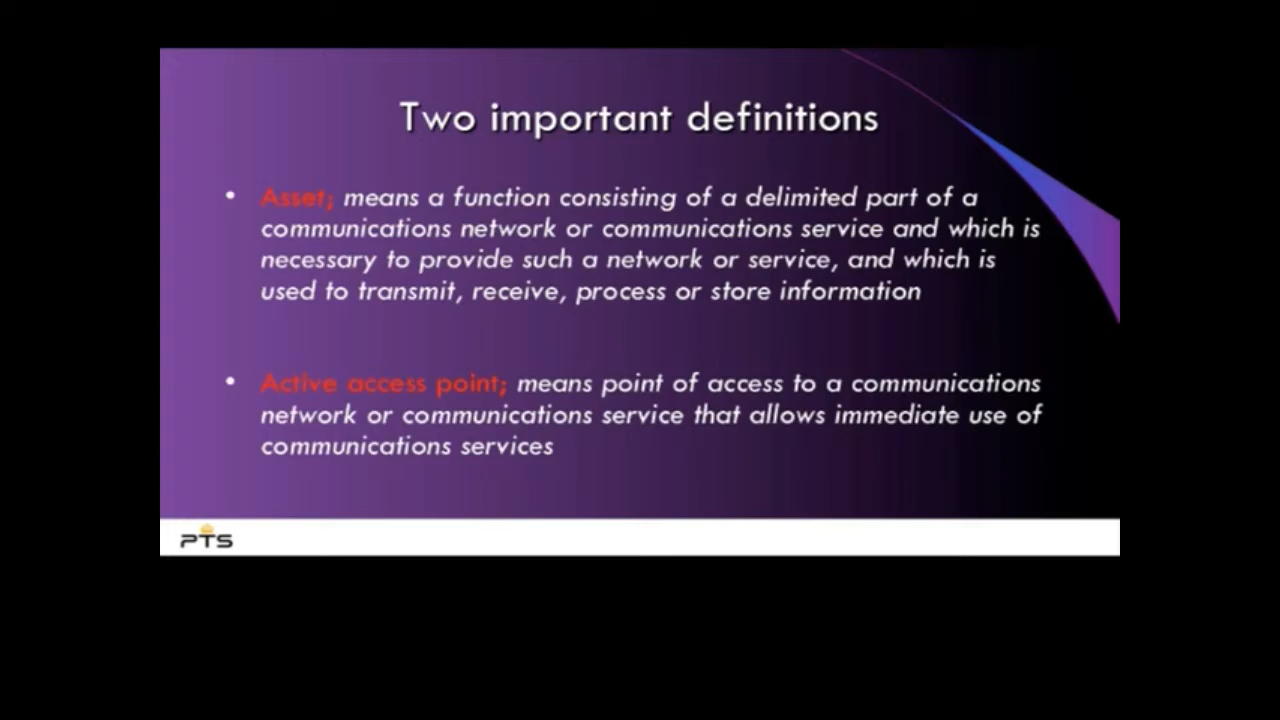 Two important definitions
• Asset; means a function consisting of a delimited part of a
communications network or communications service and which is
necessary to provide such a network or service, and which is
used to transmit, receive, process or store information
• Active access point; means point of access to a communications
network or communications service that allows immediate use of
communications services
PTS